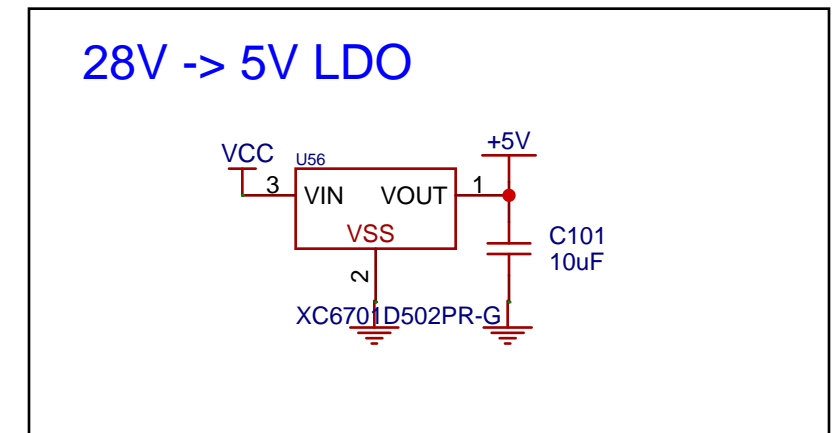 28V -> 5V LDO
VCC
U56
+5V
3
VIN
VOUT
1
VSS
2
C101
10uF
XC6701D502PR-G